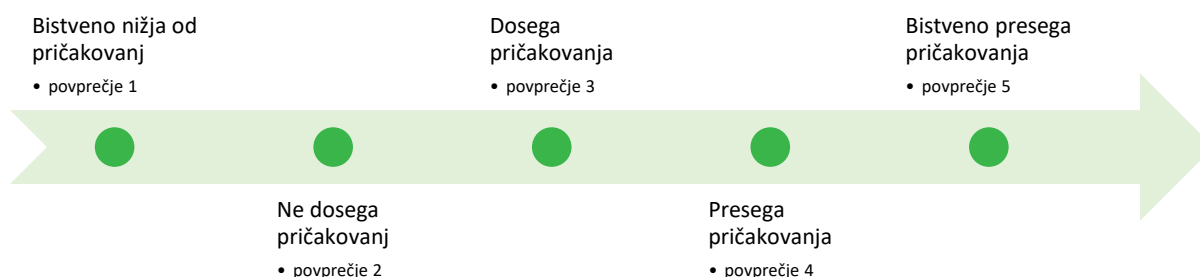 Bistveno nižja od
pričakovanj
• povprečje 1
Ne dosega
pričakovanj
• povprečje 2
Dosega
pričakovanja
• povprečje 3
Presega
pričakovanja
• povprečje 4
Bistveno presega
pričakovanja
• povprečje 5